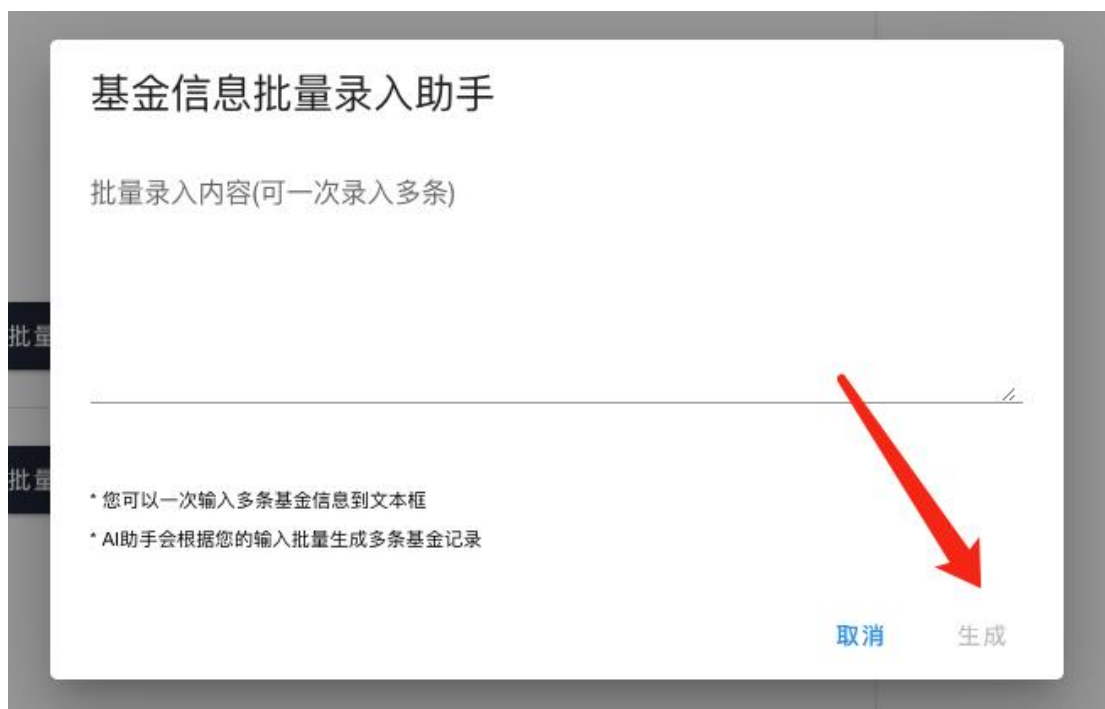 基金信息批量录入助手
批量录入内容(可一次录入多条)
批量
批量
* 您可以一次输入多条基金信息到文本框
* AI助手会根据您的输入批量生成多条基金记录
取消 生成